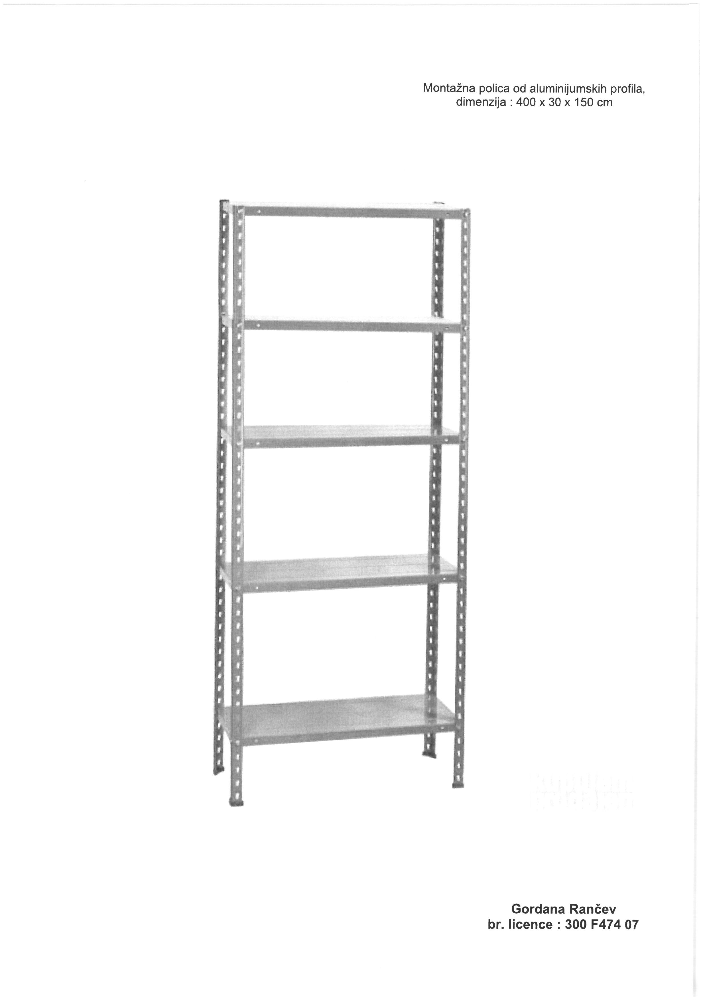 Montažna polica od aluminijumskih profila,
dimenzija : 400 x 30 x 150 cm
Gordana Rančev
br. licence : 300 F474 07